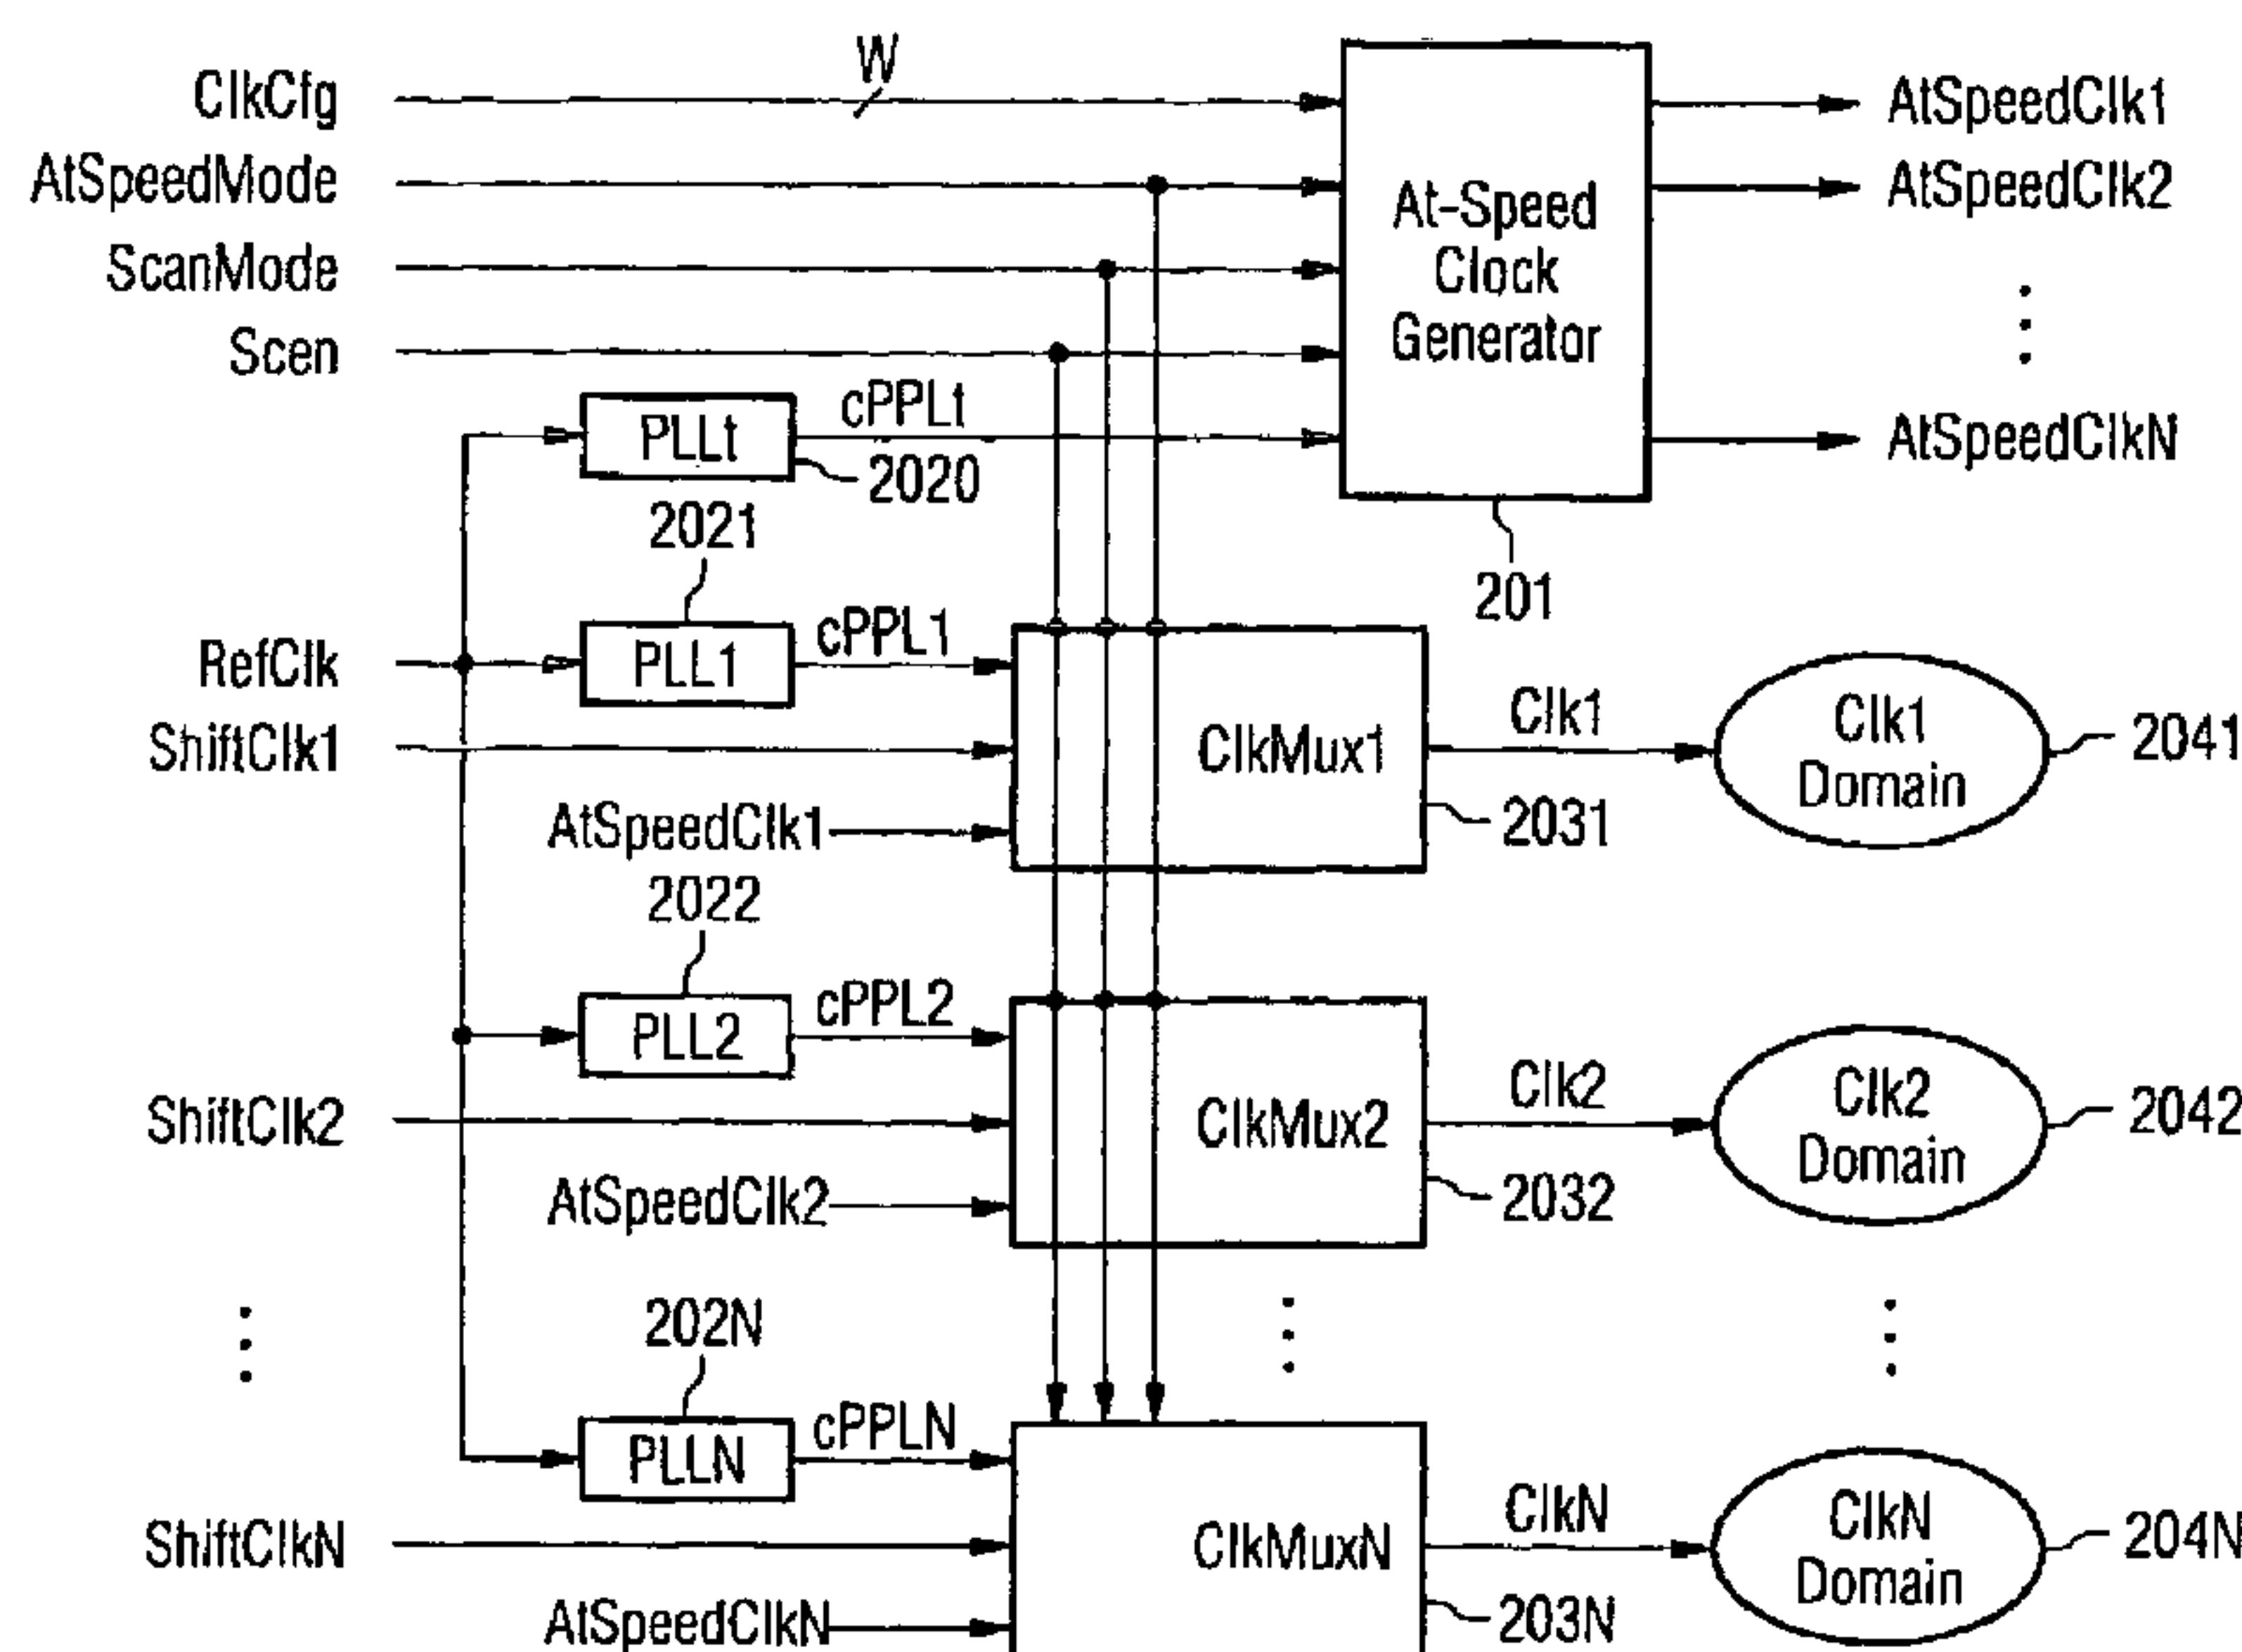 W
ClkCfg
AtSpeedMode
ScanMode
Scen
At-Speed
Clock
Generator
AtSpeedClk1
AtSpeedClk2
AtSpeedClkN
PLLt
cPPLt
2020
201
2021
RefClk
PLL1
cPPL1
ShiftClk1
AtSpeedClk1
ClkMux1
2031
Clk1
Clk1
Domain
2041
2022
PLL2
cPPL2
ShiftClk2
AtSpeedClk2
ClkMux2
2032
Clk2
Clk2
Domain
2042
202N
PLLN
cPPLN
ShiftClkN
AtSpeedClkN
ClkMuxN
203N
ClkN
ClkN
Domain
204N